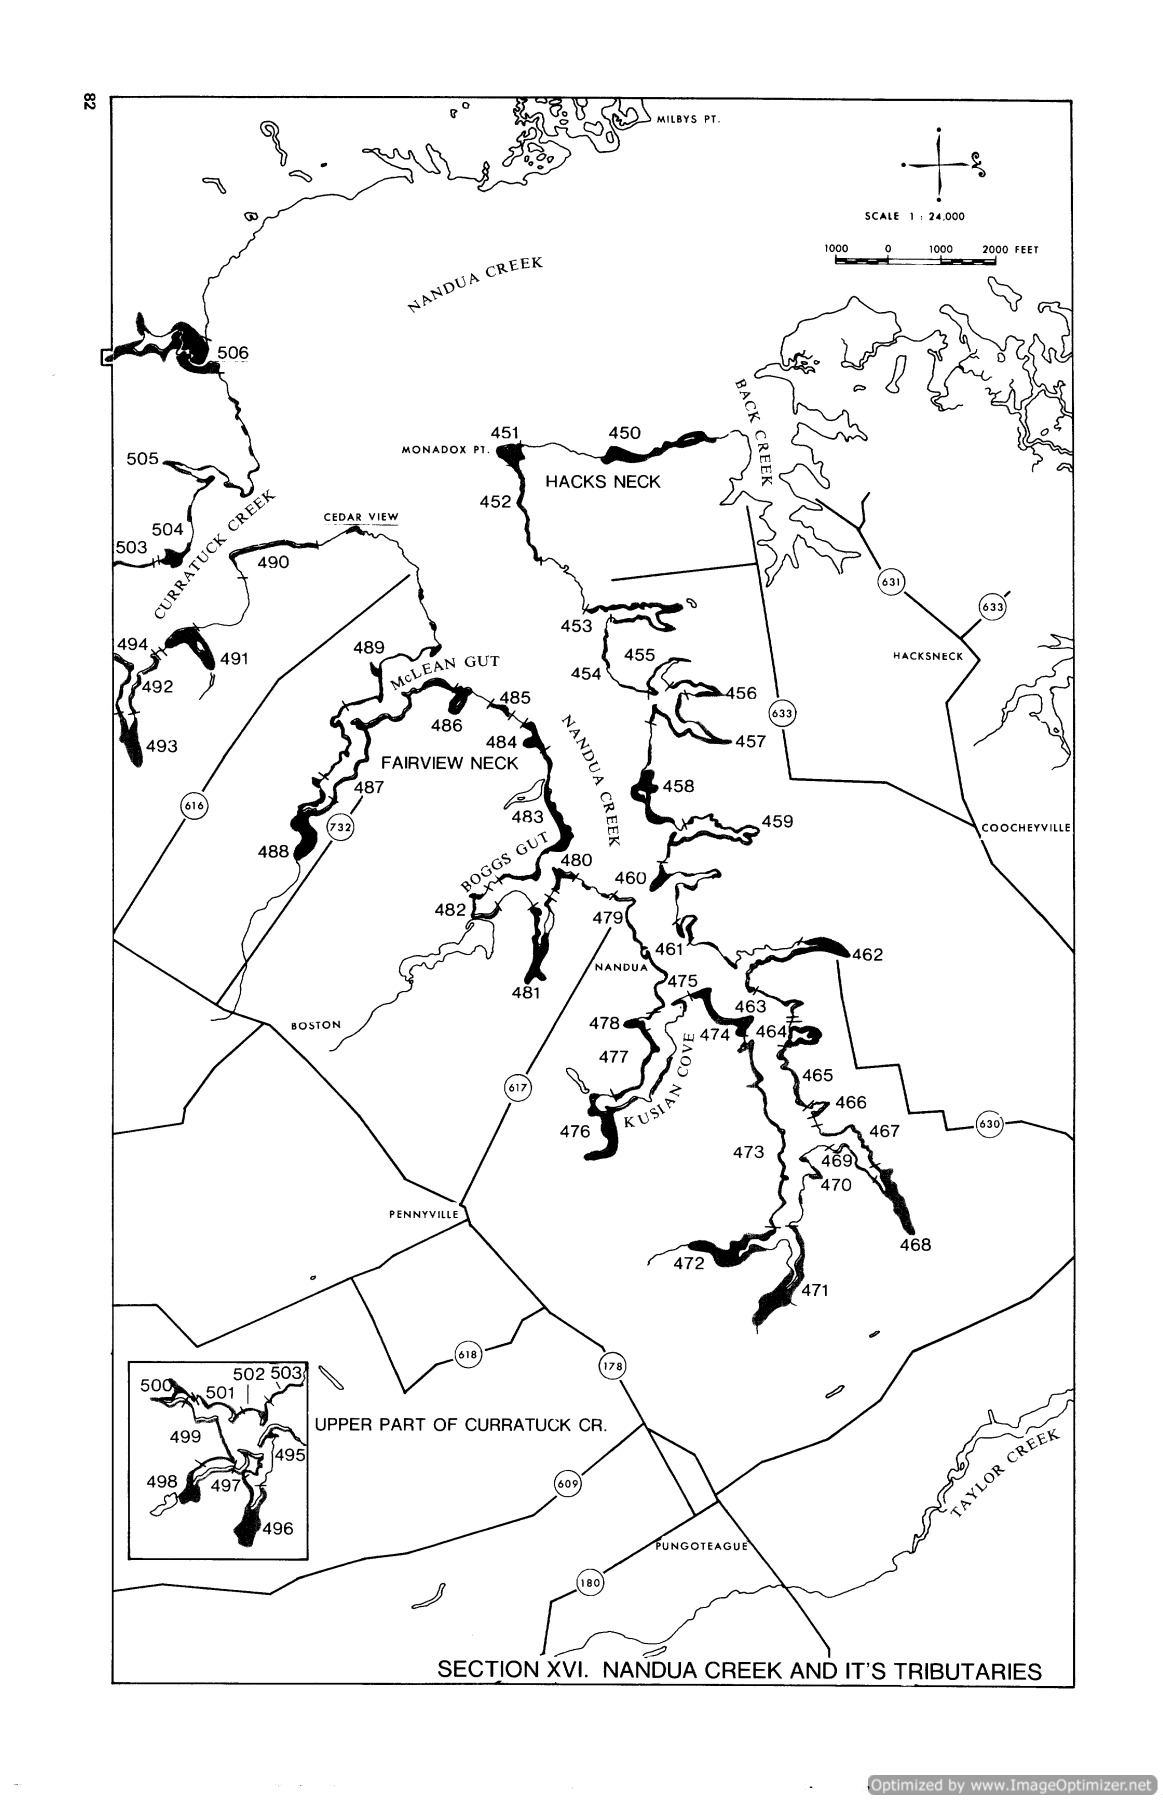 82
MILBYS PT.
N
SCALE 1 : 24,000
1000 0 1000 2000 FEET
NANDUA CREEK
506
BACK CREEK
451
450
MONADOX PT.
HACKS NECK
505
452
CEDAR VIEW
504
503
CURRATUCK CREEK
490
631
633
453
HACKSNECK
494
491
489
McLEAN GUT
455
454
492
456
485
486
633
493
484
457
NANDUA CREEK
FAIRVIEW NECK
487
458
616
483
732
459
COOCHEYVILLE
488
BOGGS GUT
480
460
482
479
461
462
NANDUA
475
481
463
478
474
464
BOSTON
477
KUSIAN COVE
465
617
466
476
467
630
473
469
470
PENNYVILLE
468
472
471
618
178
502 503
500
501
UPPER PART OF CURRATUCK CR.
499
495
498
497
609
496
TAYLOR CREEK
PUNGOTEAGUE
180
SECTION XVI. NANDUA CREEK AND IT'S TRIBUTARIES
Optimized by www.ImageOptimizer.net